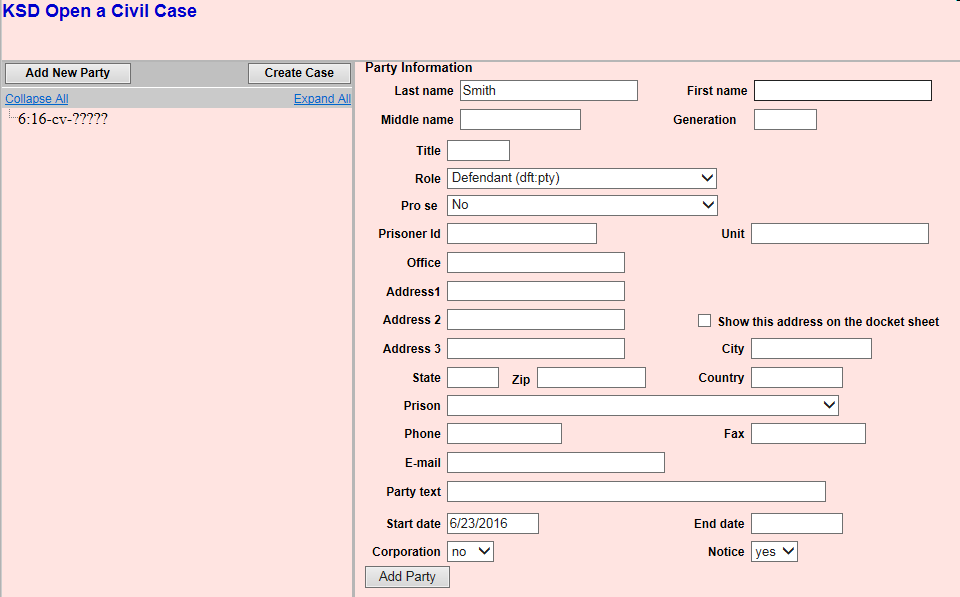 KSD Open a Civil Case
Add New Party Create Case
Collapse All Expand All
6:16-cv-?????
Party Information
Last name Smith First name
Middle name Generation
Title
Role Defendant (dft:pty)
Pro se No
Prisoner Id Unit
Office
Address1
Address 2 Show this address on the docket sheet
Address 3 City
State Zip Country
Prison
Phone Fax
E-mail
Party text
Start date 6/23/2016 End date
Corporation no Notice yes
Add Party